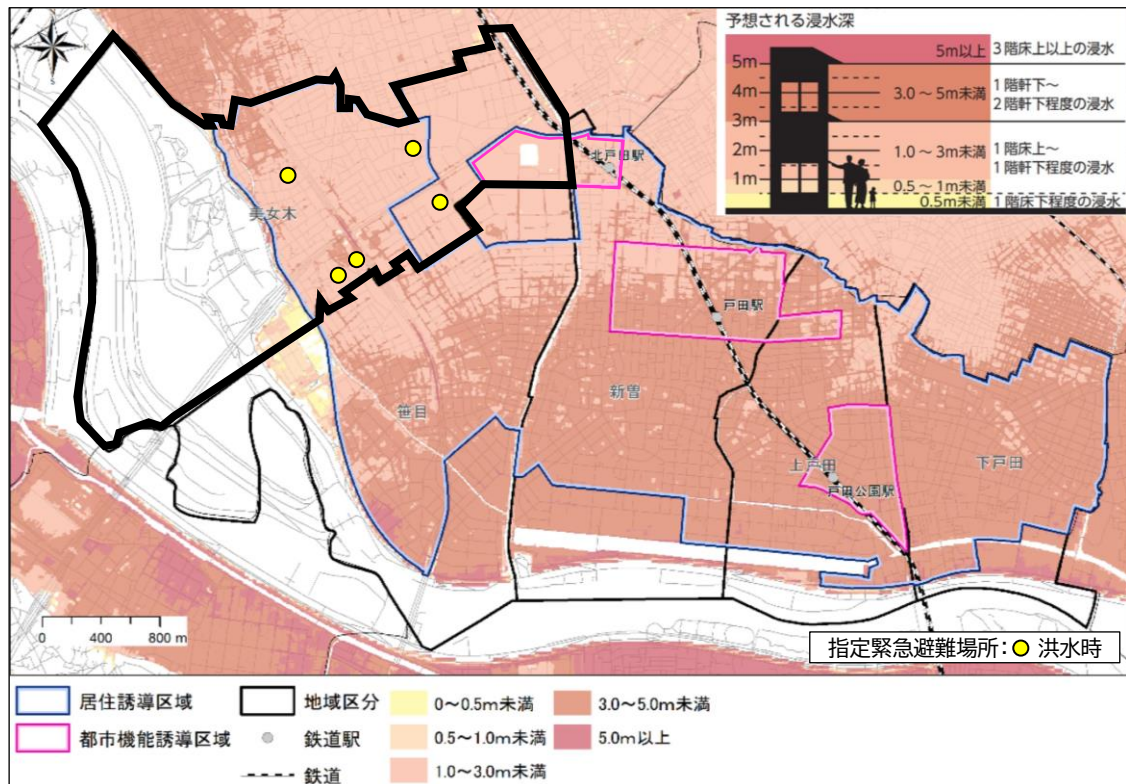 予想される浸水深
5m以上 3階床上以上の浸水
5m
4m 3.0～5m未満 1階軒下～
2階軒下程度の浸水
3m
2m 1.0～3m未満 1階床上～
1階軒下程度の浸水
1m
0.5～1m未満
0.5m未満 1階床下程度の浸水
北戸田駅
美女木
戸田駅
新曽
笹目
上戸田
下戸田
戸田公園駅
0 400 800 m
指定緊急避難場所: 洪水時
居住誘導区域
都市機能誘導区域
地域区分
鉄道駅
鉄道
0～0.5m未満
0.5～1.0m未満
1.0～3.0m未満
3.0～5.0m未満
5.0m以上